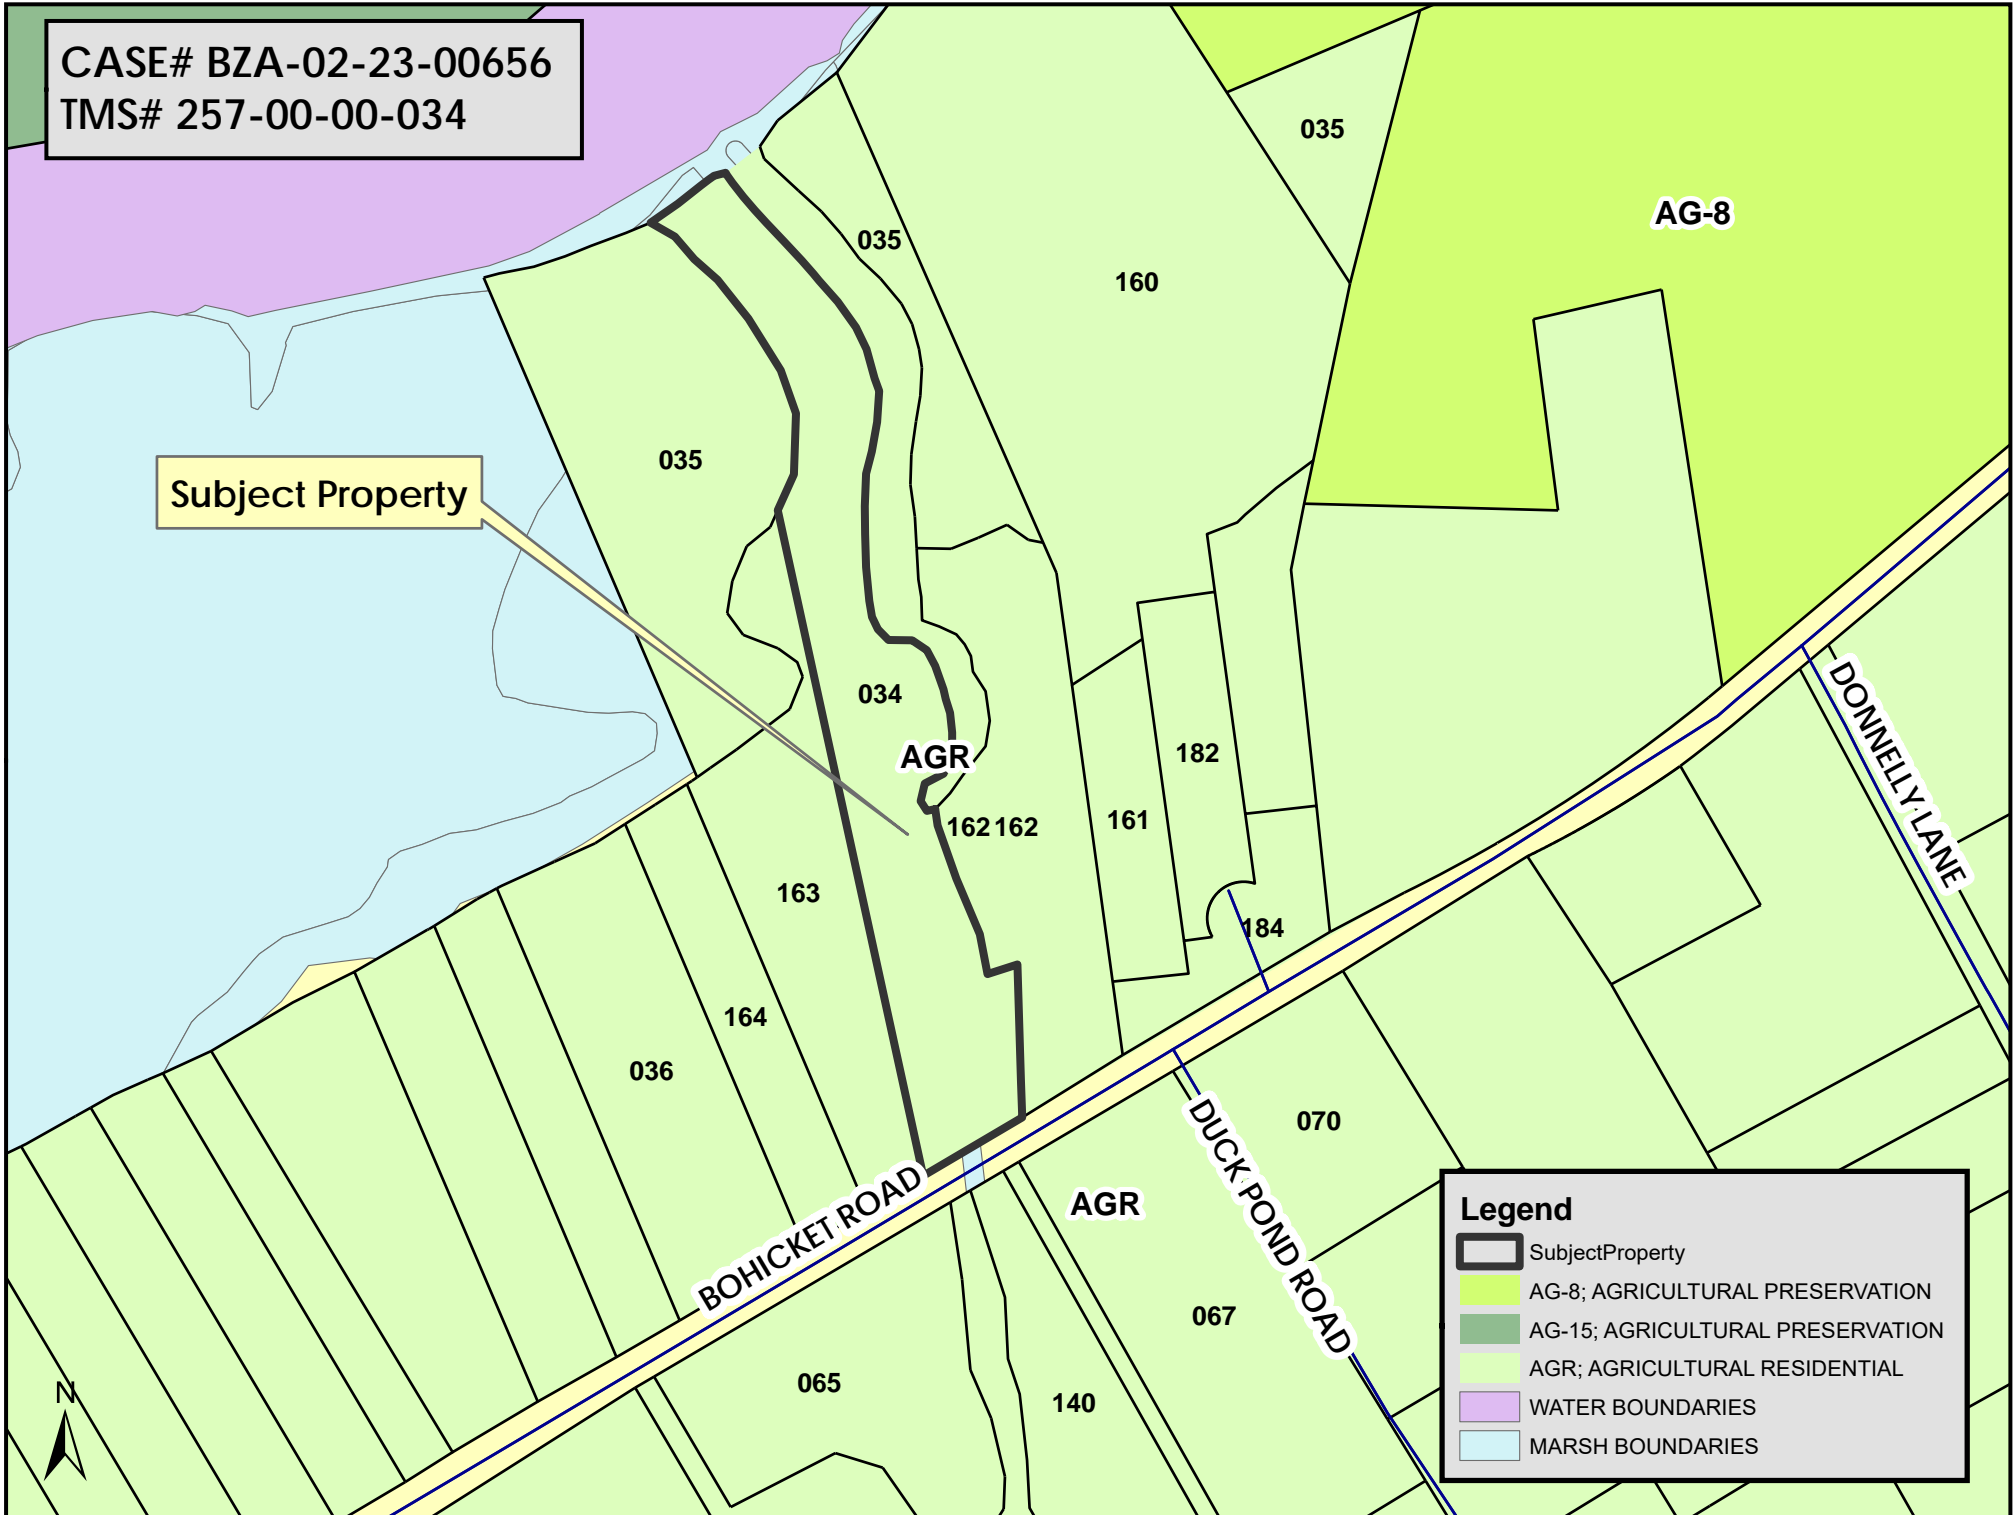 CASE# BZA-02-23-00656
TMS# 257-00-00-034
035
AG-8
035
160
035
Subject Property
034
AGR
182
162 162
161
163
184
DONNELLY LANE
164
036
070
BOHICKET ROAD
AGR
DUCK POND ROAD
067
065
140
N
Legend
SubjectProperty
AG-8; AGRICULTURAL PRESERVATION
AG-15; AGRICULTURAL PRESERVATION
AGR; AGRICULTURAL RESIDENTIAL
WATER BOUNDARIES
MARSH BOUNDARIES